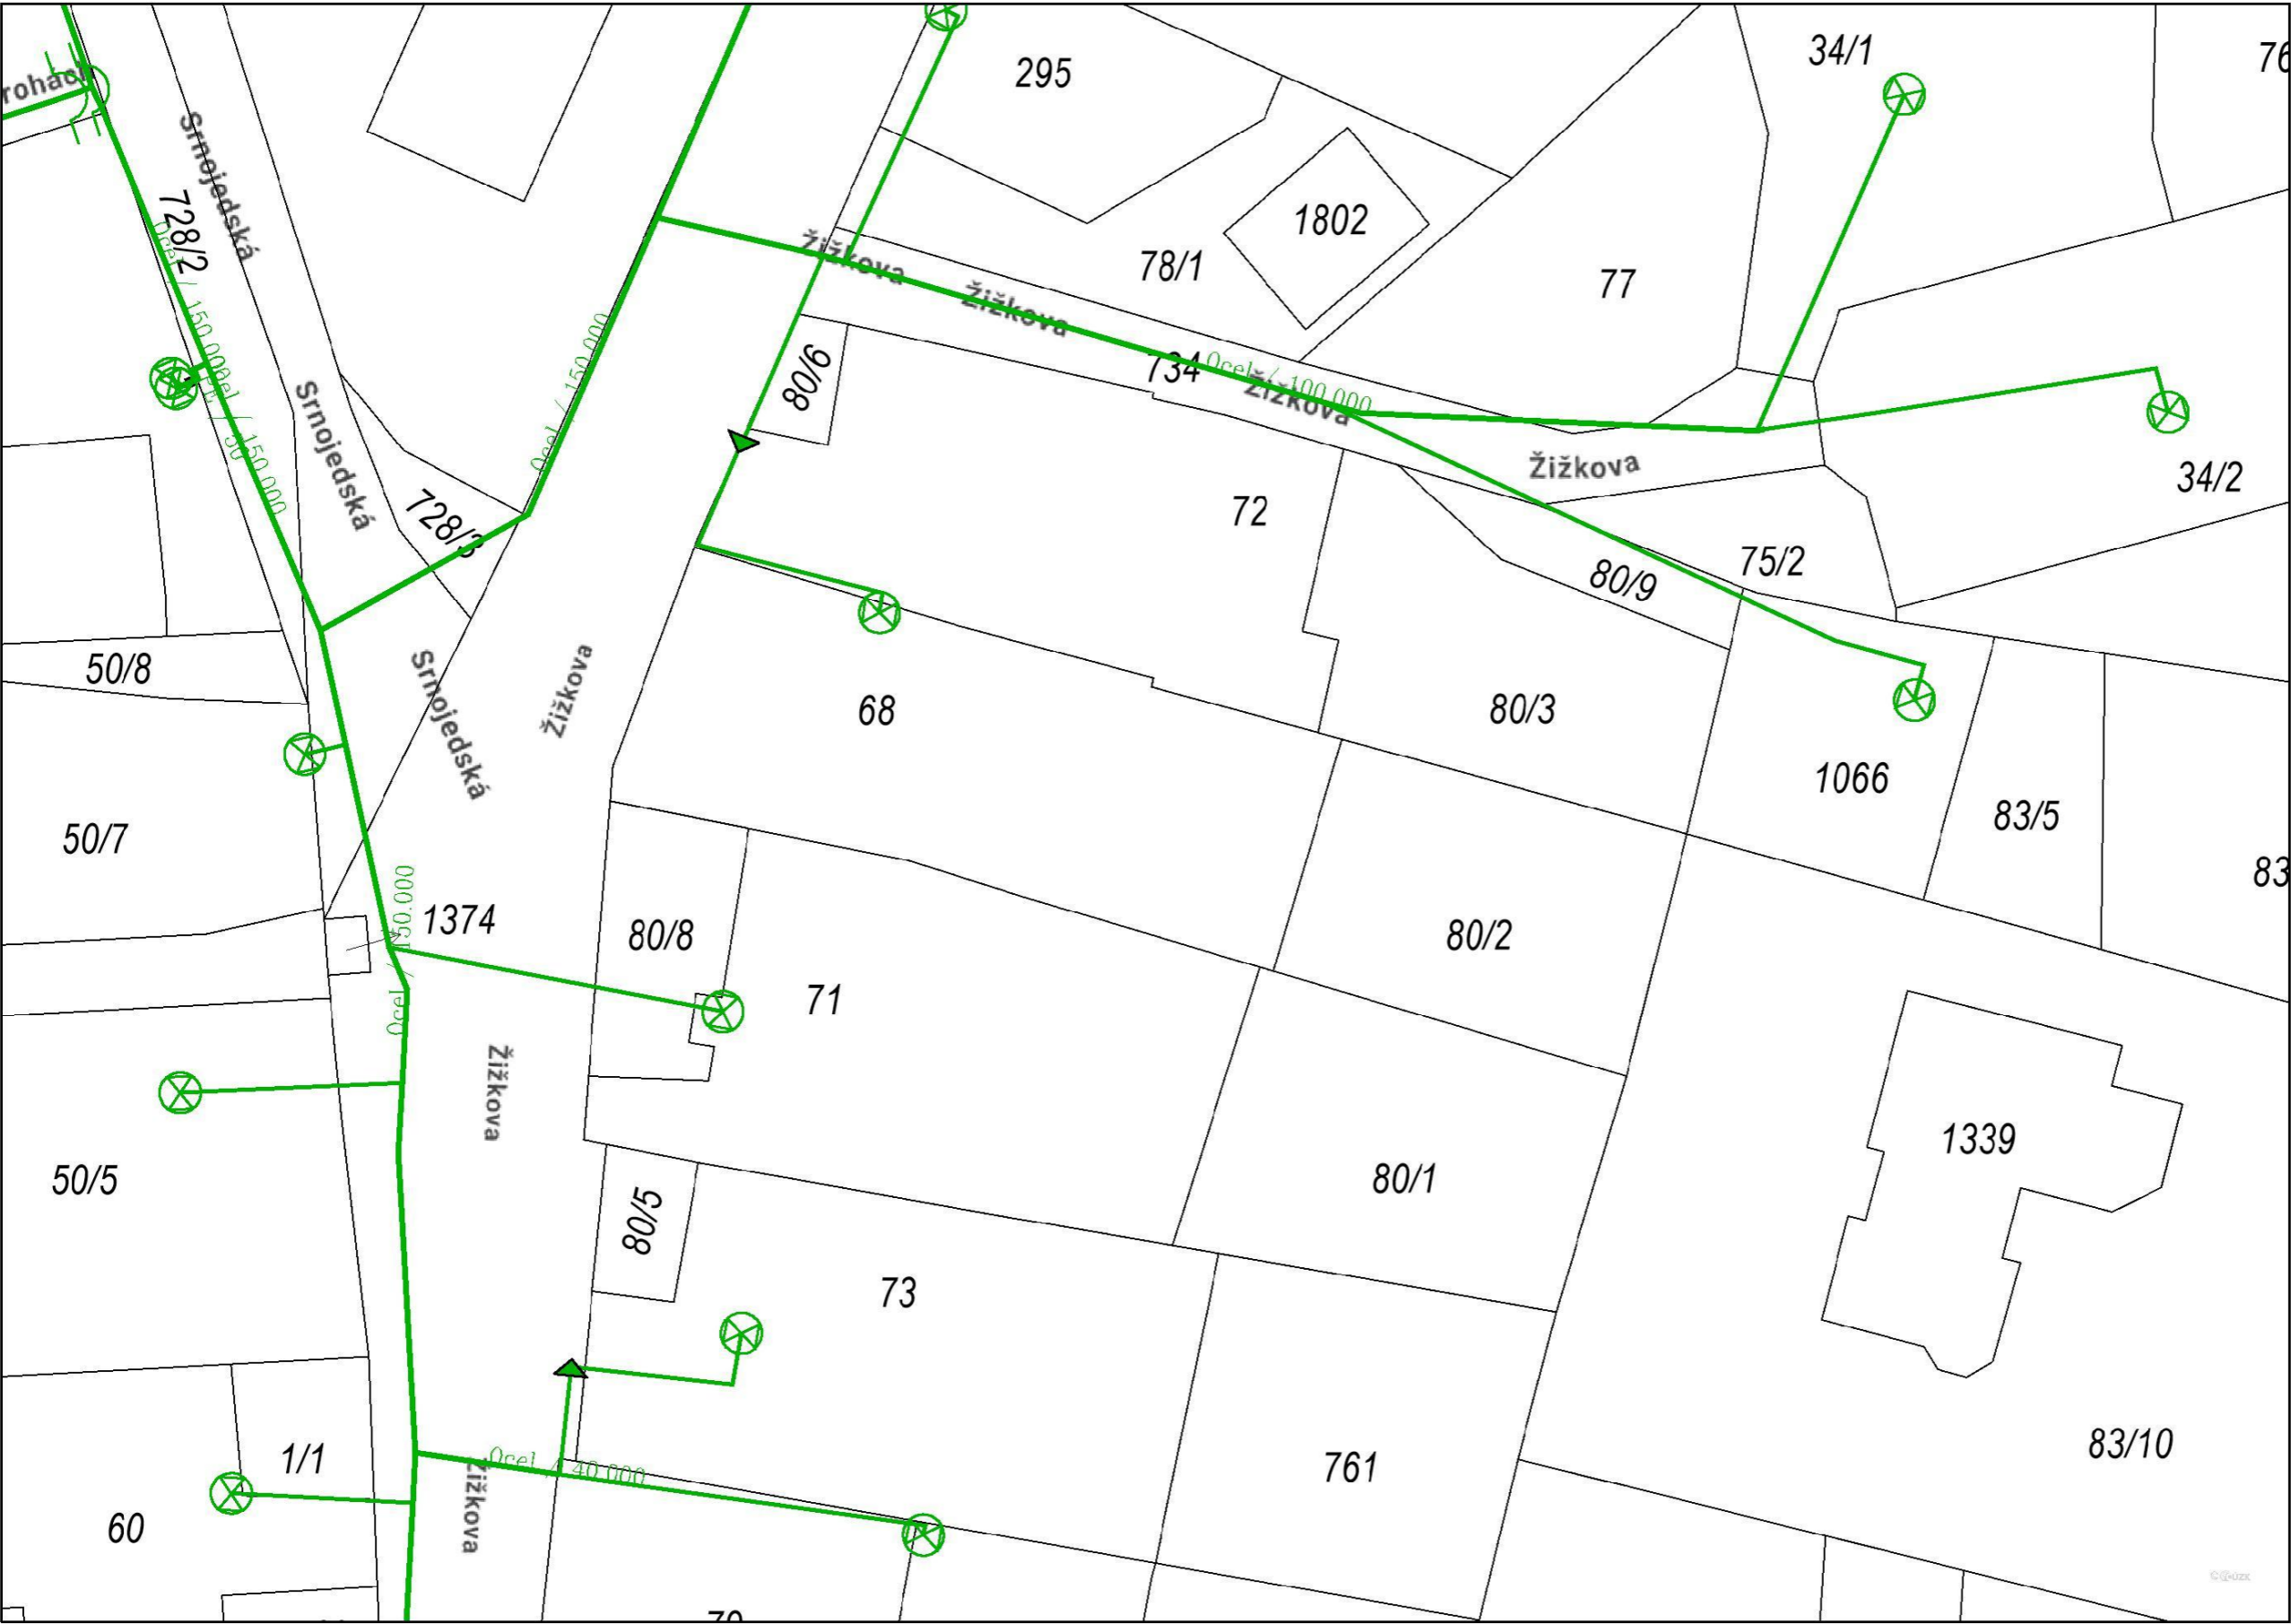 34/1
295
Srnojedská
1802
728/2
Žižkova
78/1
77
Žižkova
Ocel / 150.000
734
Ocel / 100.000
80/6
Žižkova
Ocel / 150.000
Srnojedská
Žižkova
34/2
72
728/3
75/2
80/9
50/8
Srnojedská
Žižkova
68
80/3
1066
50/7
83/5
1374
80/8
80/2
Ocel / 150.000
71
Žižkova
1339
50/5
80/1
80/5
73
83/10
1/1
761
Ocel / 40.000
Žižkova
60